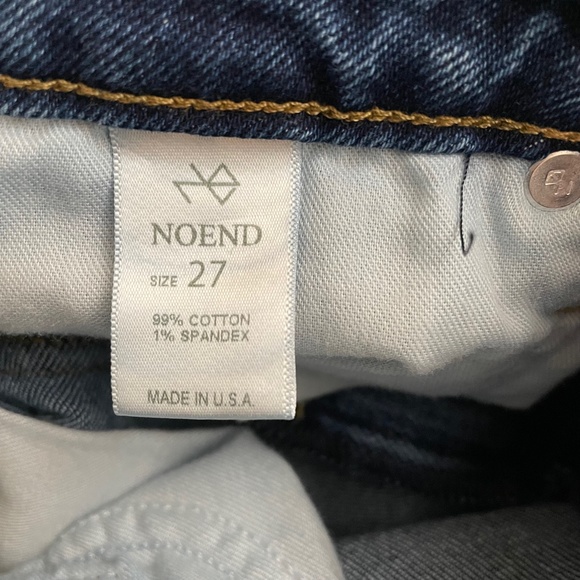 NOEND
SIZE 27
99% COTTON
1% SPANDEX
MADE IN U.S.A.